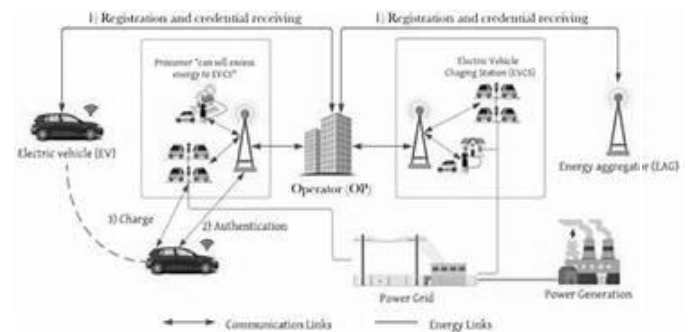 1) Registration and credential receiving
1) Registration and credential receiving
Prosumer "can sell excess
energy to EVCS"
Electric Vehicle
Chaging Station (EVCS)
Electric vehicle (EV)
Operator (OP)
Energy aggregator (EAG)
3) Charge
2) Authentication
Power Grid
Power Generation
Communication Links
Energy Links